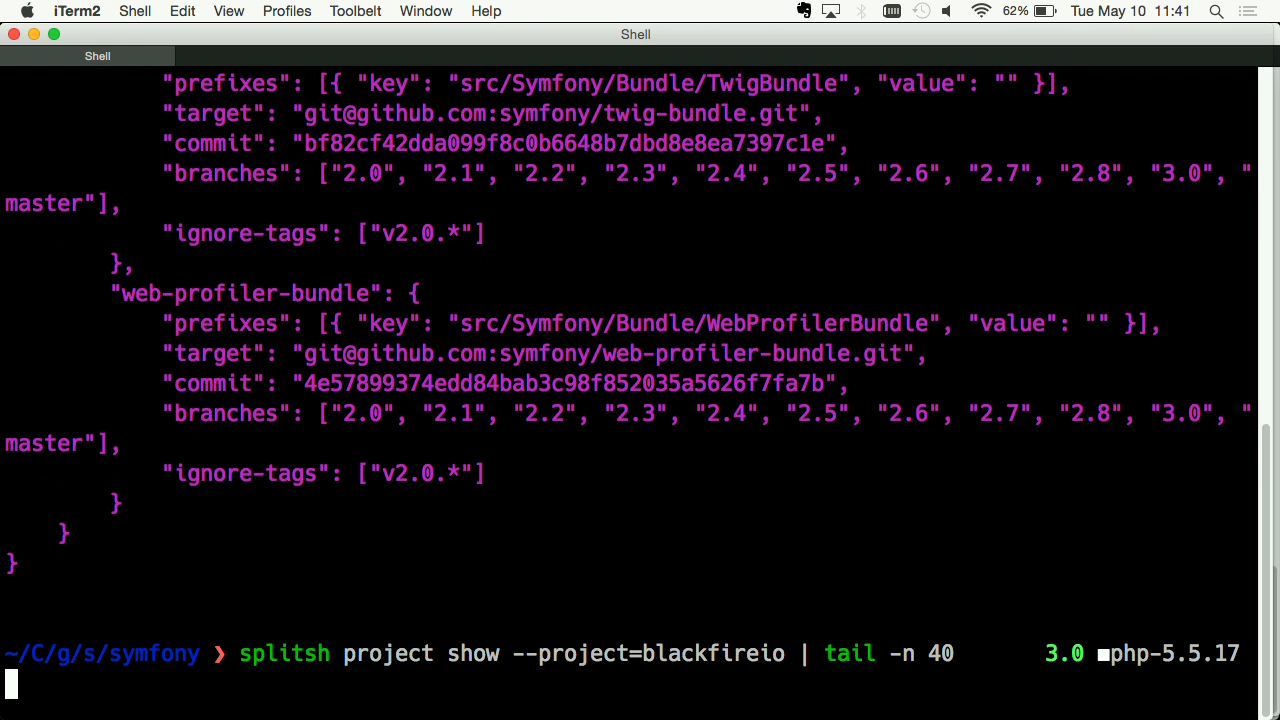 iTerm2 Shell Edit View Profiles Toolbelt Window Help 62% Tue May 10 11:41
Shell
Shell
"prefixes": [{ "key": "src/Symfony/Bundle/TwigBundle", "value": "" }],
"target": "git@github.com:symfony/twig-bundle.git",
"commit": "bf82cf42dda099f8c0b6648b7dbd8e8ea7397c1e",
"branches": ["2.0", "2.1", "2.2", "2.3", "2.4", "2.5", "2.6", "2.7", "2.8", "3.0", "
master"],
"ignore-tags": ["v2.0.*"]
},
"web-profiler-bundle": {
"prefixes": [{ "key": "src/Symfony/Bundle/WebProfilerBundle", "value": "" }],
"target": "git@github.com:symfony/web-profiler-bundle.git",
"commit": "4e57899374edd84bab3c98f852035a5626f7fa7b",
"branches": ["2.0", "2.1", "2.2", "2.3", "2.4", "2.5", "2.6", "2.7", "2.8", "3.0", "
master"],
"ignore-tags": ["v2.0.*"]
}
}
}
~/C/g/s/symfony ❯ splitsh project show --project=blackfireio | tail -n 40 3.0 ■php-5.5.17